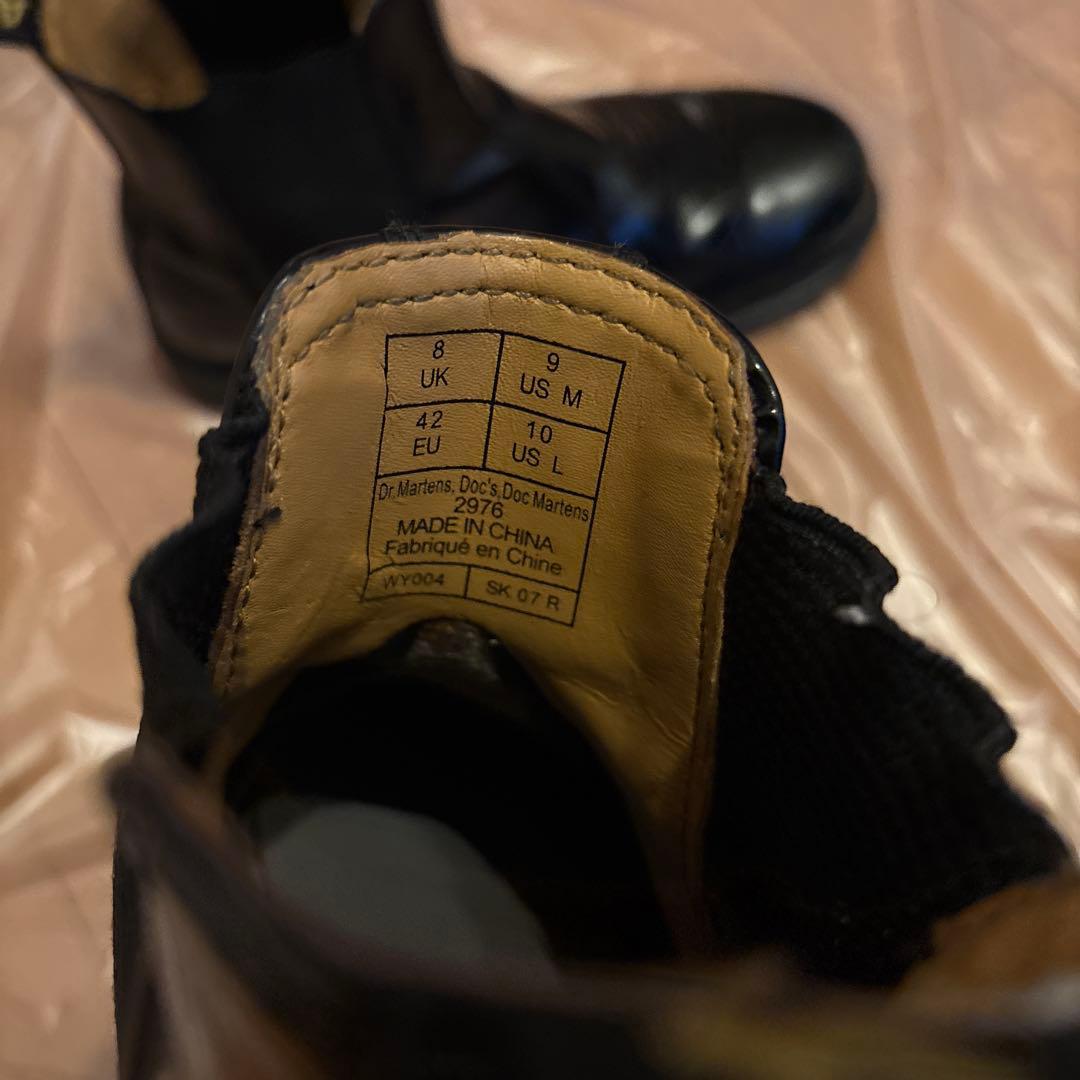 8
UK
9
US M
42
EU
10
US L
Dr. Martens, Doc's, Doc Martens
2976
MADE IN CHINA
Fabriqué en Chine
WY004
SK 07 R